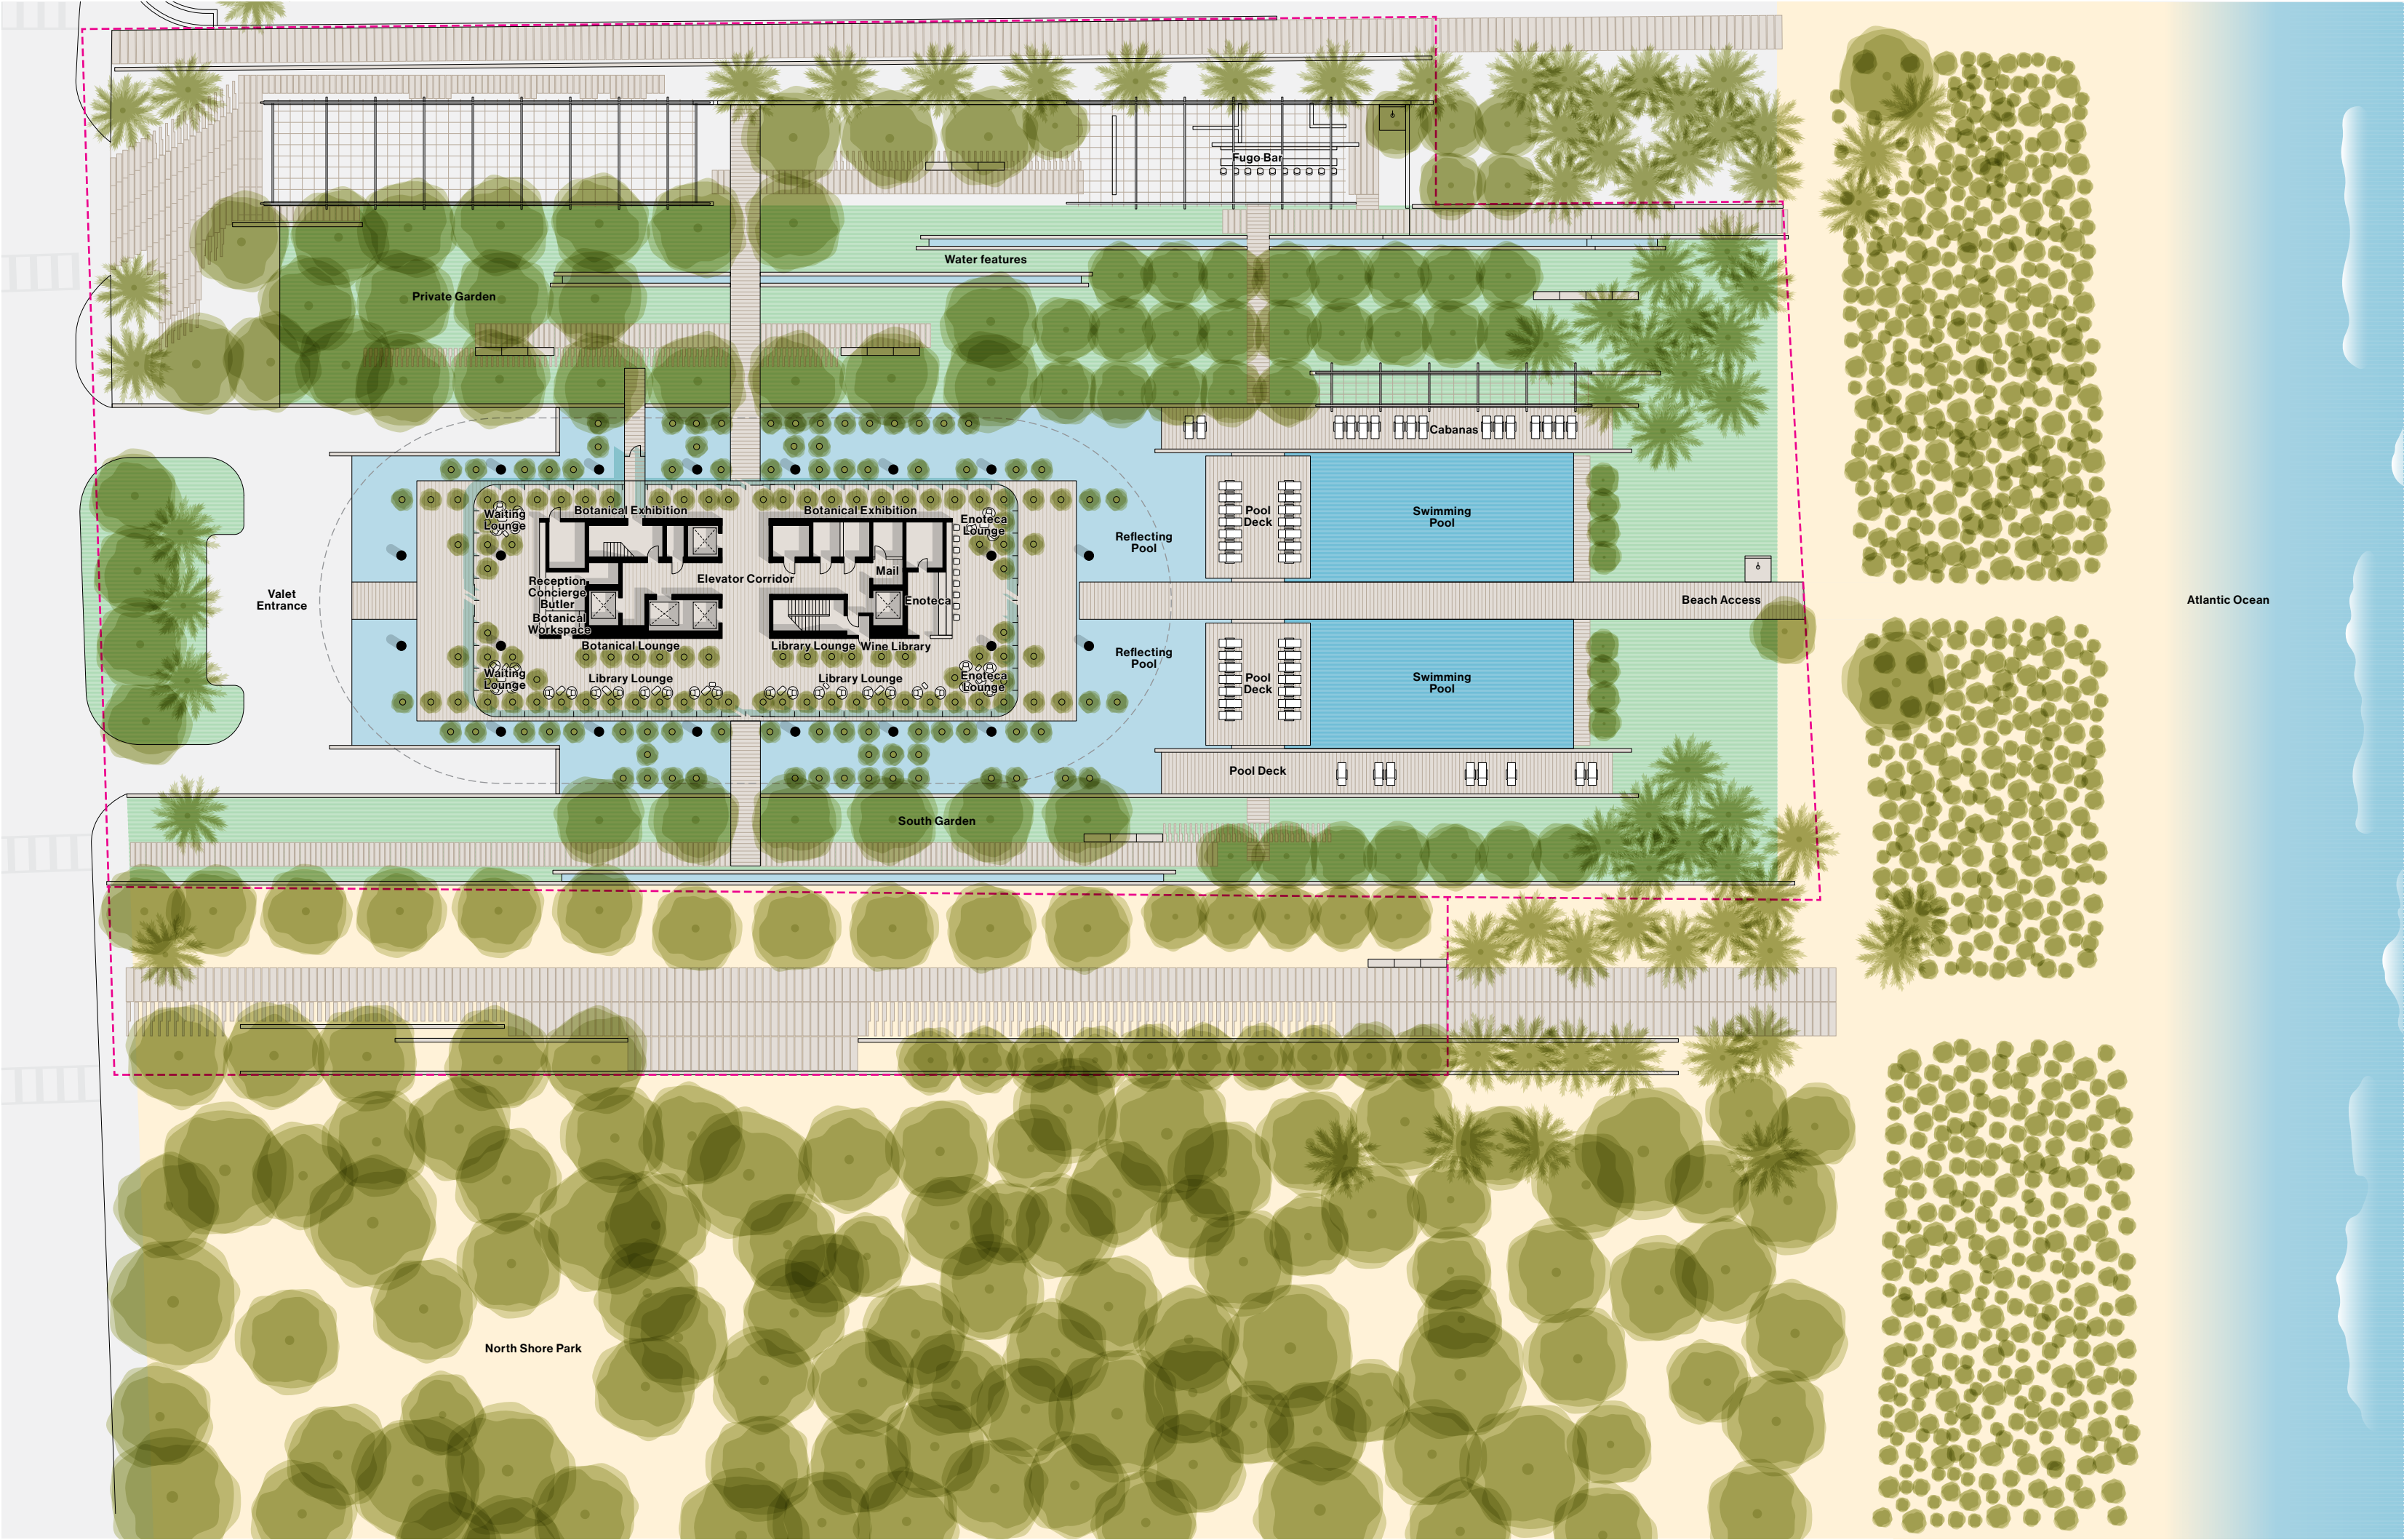 Fugo Bar
Water features
Private Garden
Cabanas
Waiting
Lounge
Botanical Exhibition
Botanical Exhibition
Enoteca
Lounge
Pool
Deck
Swimming
Pool
Reflecting
Pool
Mail
Elevator Corridor
Reception
Concierge
Butler
Botanical
Workspace
Enoteca
Valet
Entrance
Beach Access
Atlantic Ocean
Botanical Lounge
Library Lounge
Wine Library
Reflecting
Pool
Waiting
Lounge
Library Lounge
Library Lounge
Enoteca
Lounge
Pool
Deck
Swimming
Pool
Pool Deck
South Garden
North Shore Park